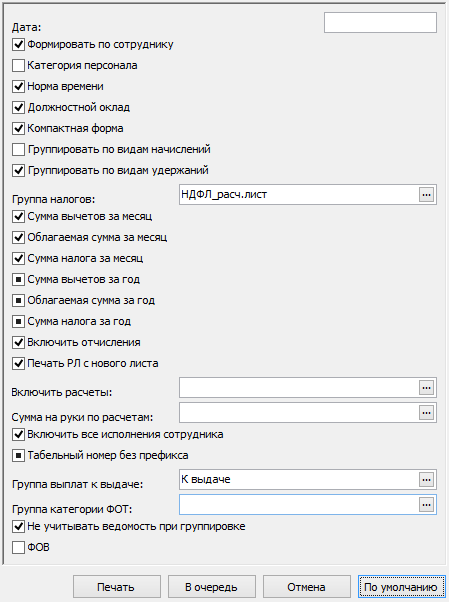 Дата:
Формировать по сотруднику
Категория персонала
Норма времени
Должностной оклад
Компактная форма
Группировать по видам начислений
Группировать по видам удержаний
Группа налогов: НДФЛ_расч.лист ...
Сумма вычетов за месяц
Облагаемая сумма за месяц
Сумма налога за месяц
Сумма вычетов за год
Облагаемая сумма за год
Сумма налога за год
Включить отчисления
Печать РЛ с нового листа
Включить расчеты: ...
Сумма на руки по расчетам: ...
Включить все исполнения сотрудника
Табельный номер без префикса
Группа выплат к выдаче: К выдаче ...
Группа категории ФОТ: ...
Не учитывать ведомость при группировке
ФОВ
Печать В очередь Отмена По умолчанию